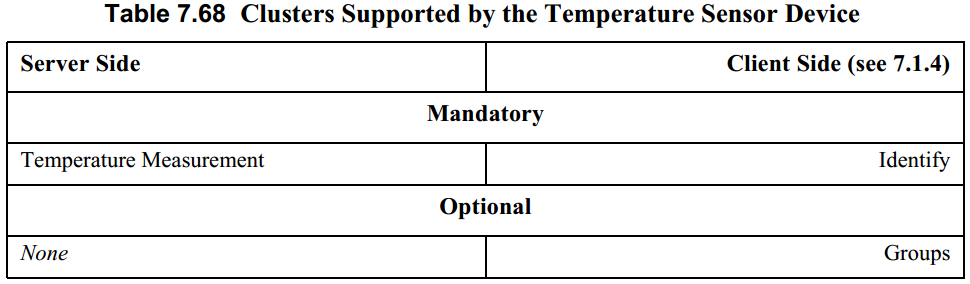 Table 7.68 Clusters Supported by the Temperature Sensor Device
Server Side Client Side (see 7.1.4)
Mandatory
Temperature Measurement Identify
Optional
None Groups